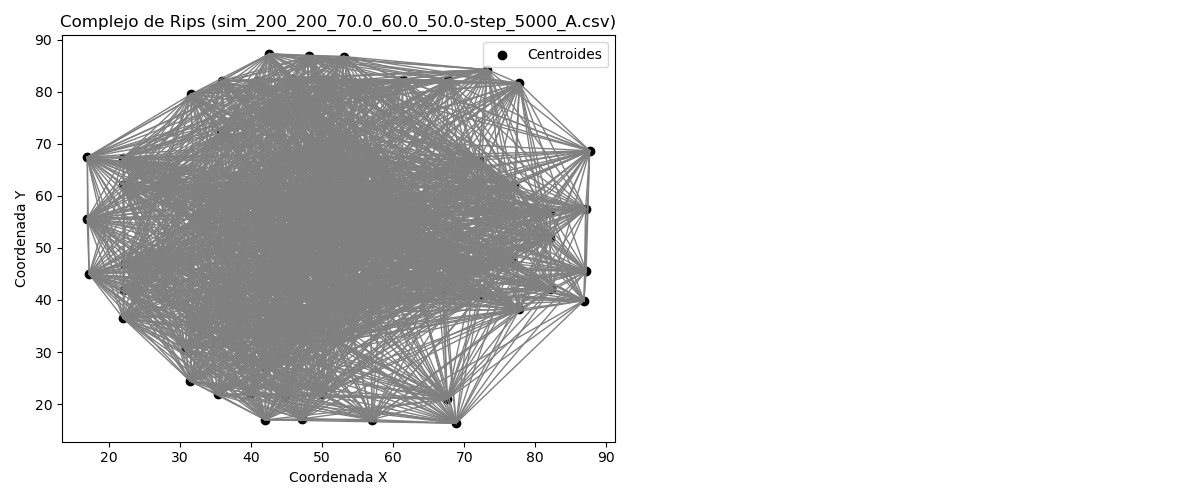 Complejo de Rips (sim_200_200_70.0_60.0_50.0-step_5000_A.csv)
Centroides
Coordenada Y
90
80
70
60
50
40
30
20
20 30 40 50 60 70 80 90
Coordenada X